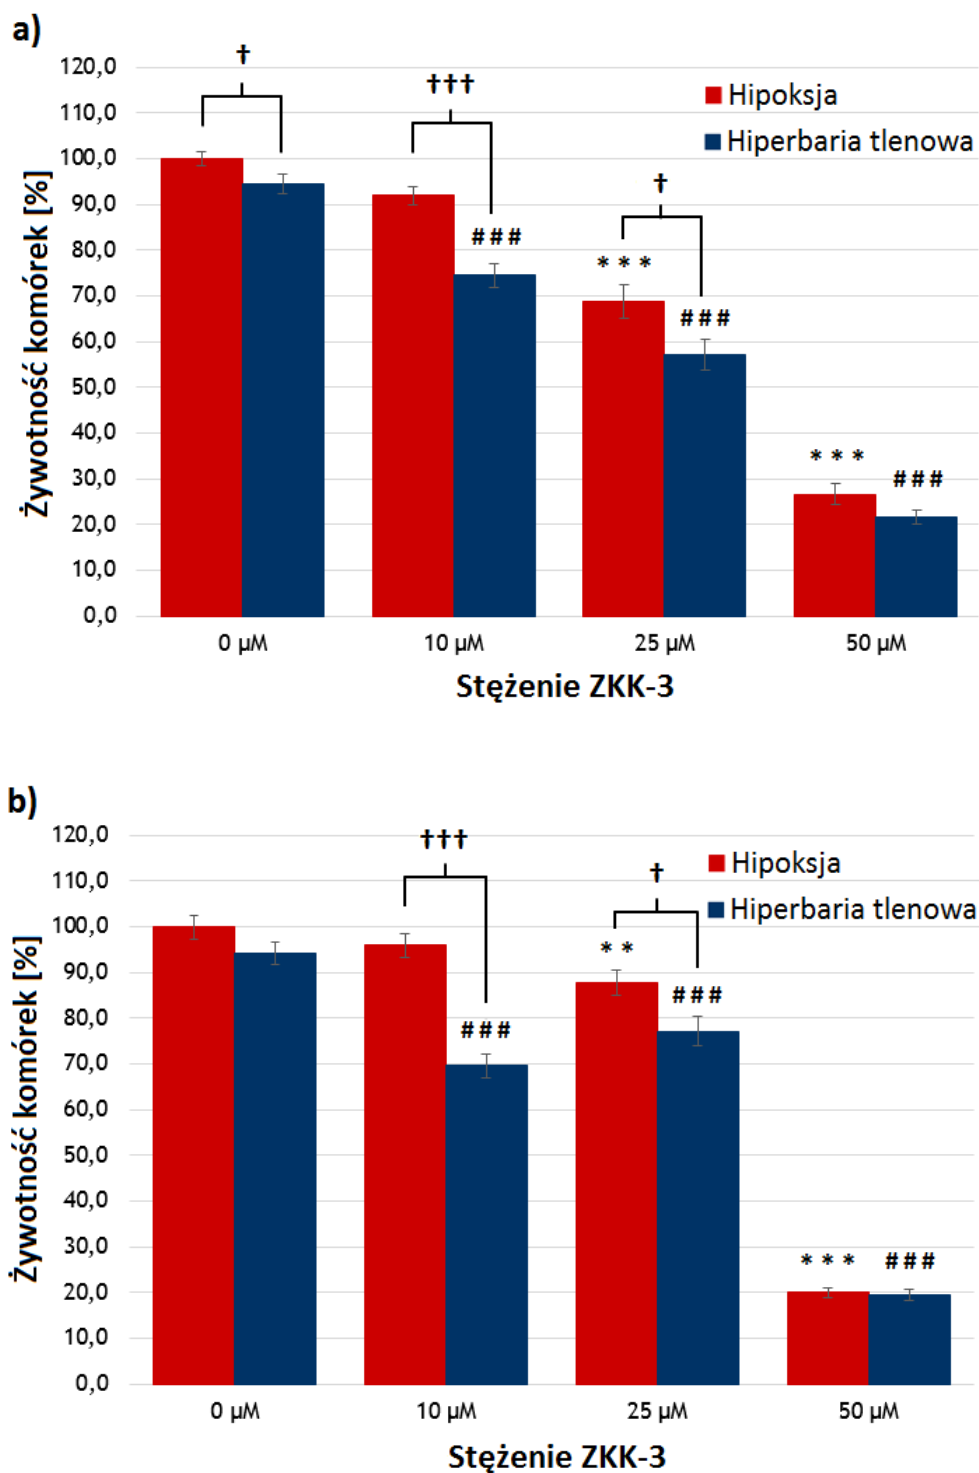 a)
120,0
110,0
100,0
90,0
80,0
70,0
60,0
50,0
40,0
30,0
20,0
10,0
0,0
Żywotność komórek [%]
†
†††
†
###
***
###
***
###
Hipoksja
Hiperbaria tlenowa
0 µM
10 µM
25 µM
50 µM
Stężenie ZKK-3
b)
120,0
110,0
100,0
90,0
80,0
70,0
60,0
50,0
40,0
30,0
20,0
10,0
0,0
Żywotność komórek [%]
†††
†
###
**
###
***
###
Hipoksja
Hiperbaria tlenowa
0 µM
10 µM
25 µM
50 µM
Stężenie ZKK-3